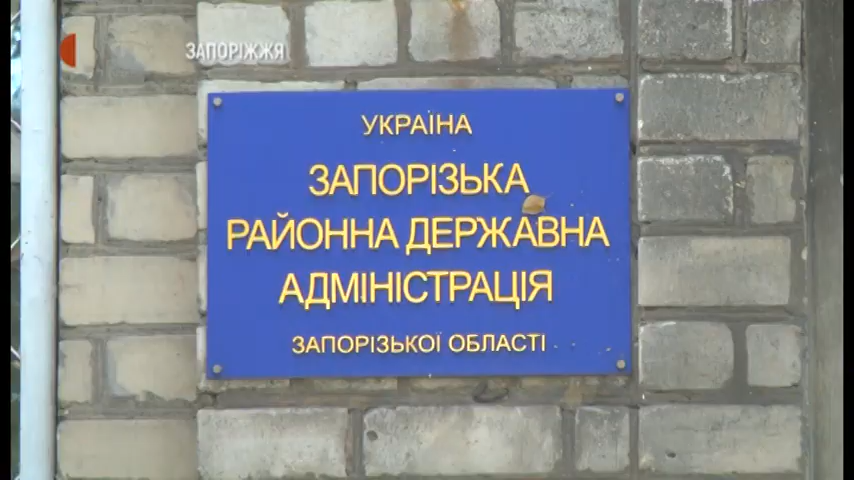 ЗАПОРІЖЖЯ
УКРАЇНА
ЗАПОРІЗЬКА
РАЙОННА ДЕРЖАВНА
АДМІНІСТРАЦІЯ
ЗАПОРІЗЬКОЇ ОБЛАСТІ